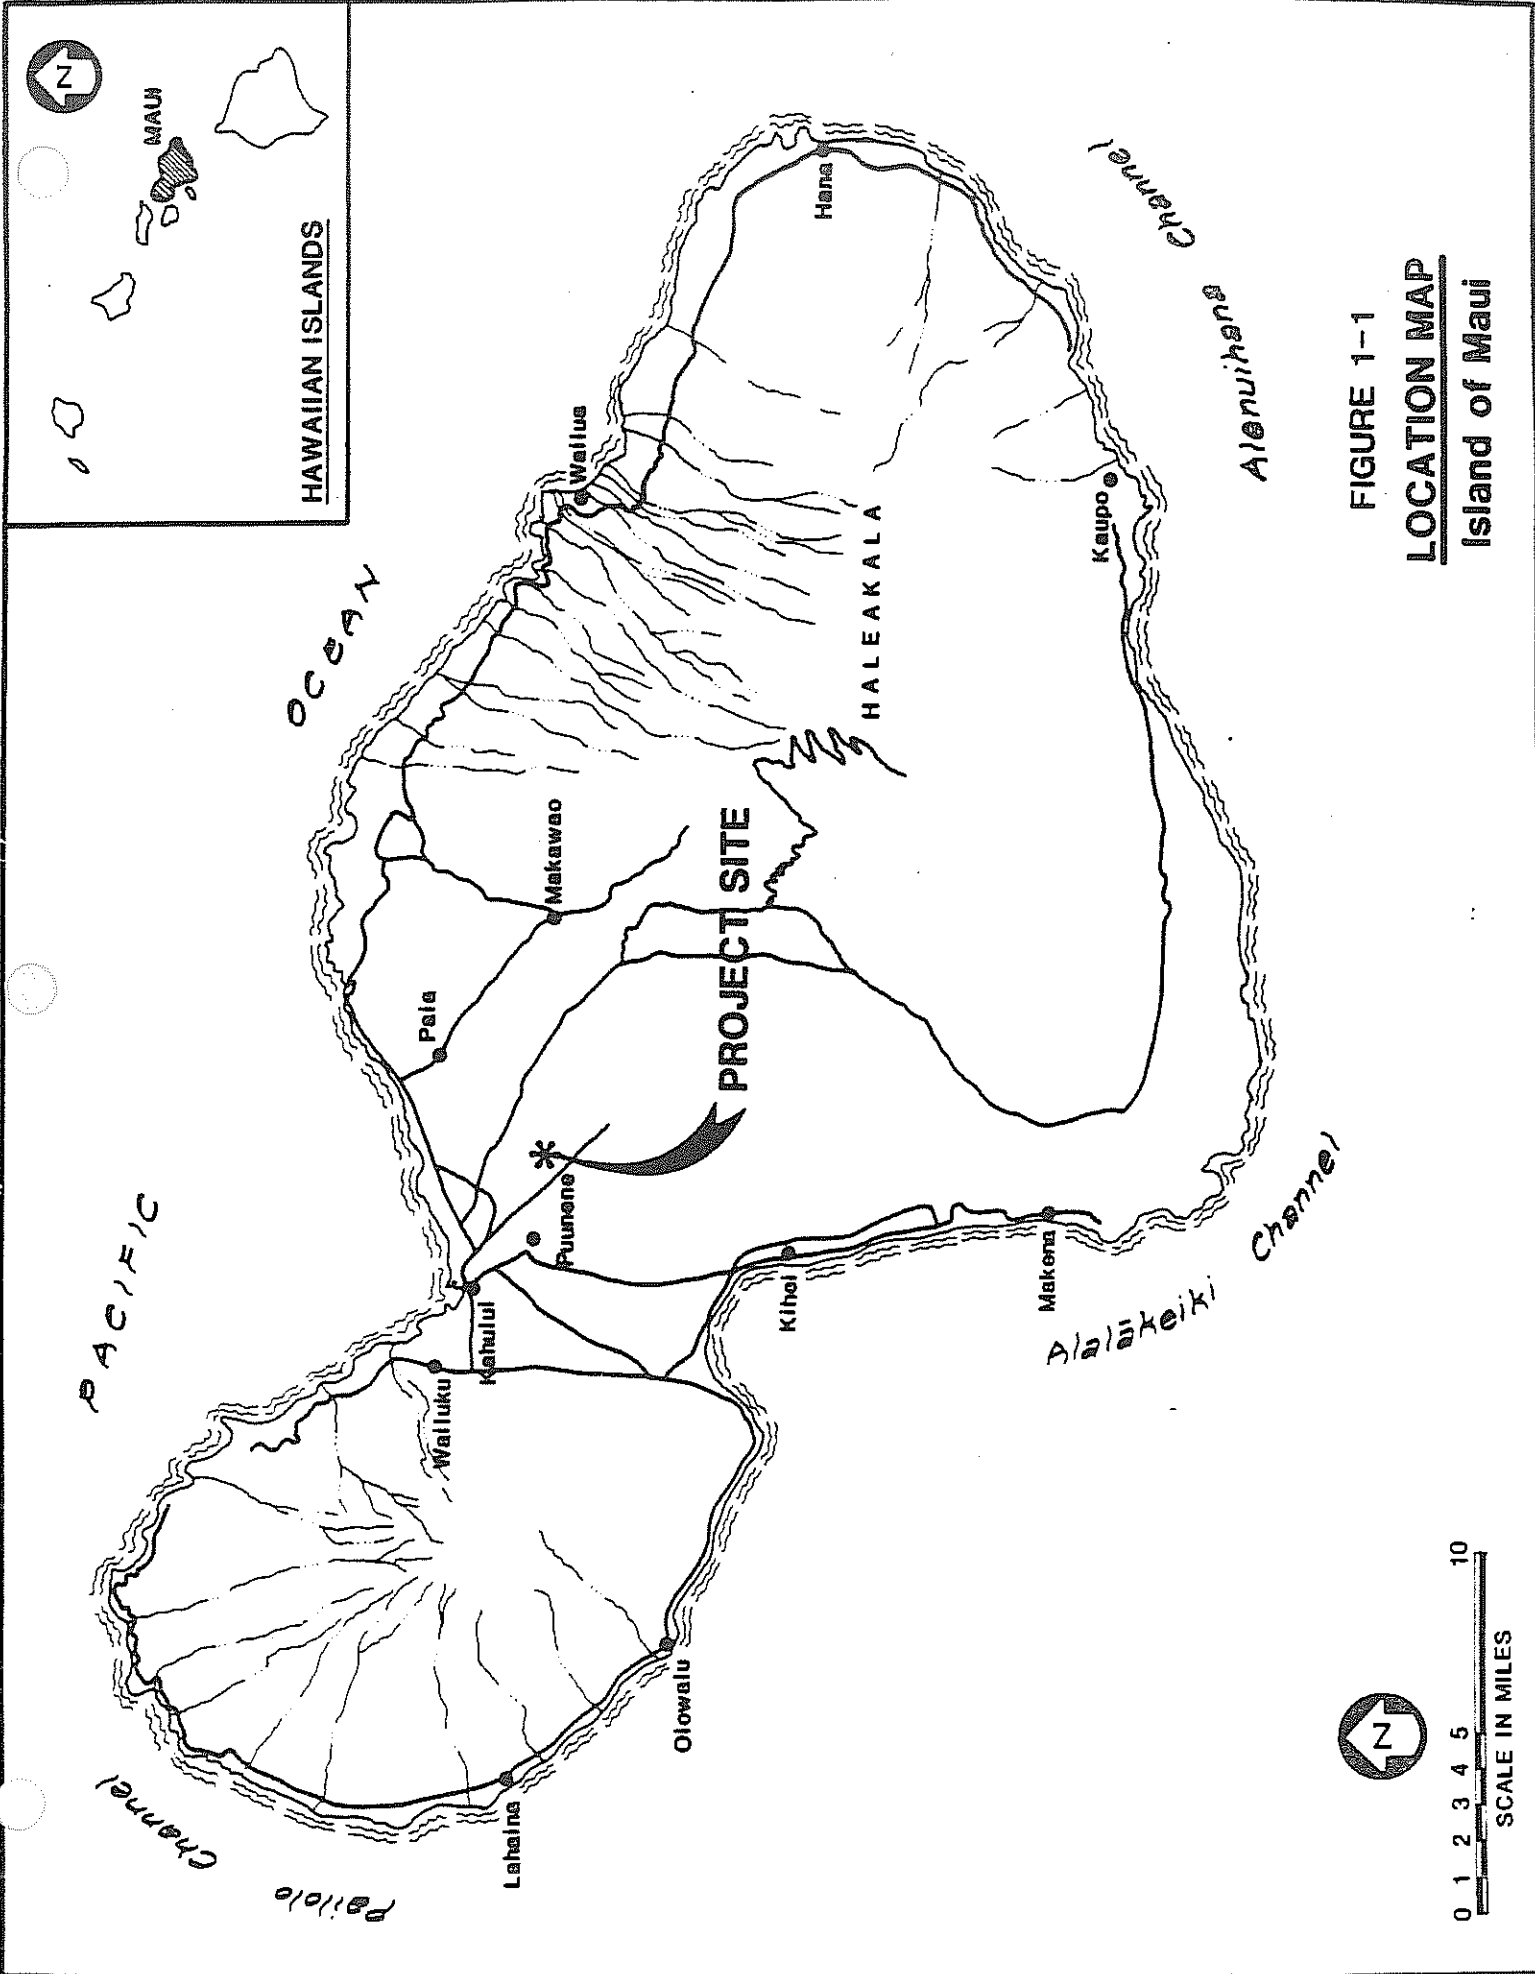 N
MAUI
HAWAIIAN ISLANDS
PACIFIC
OCEAN
Pailolo
Channel
Wailua
Hana
Paia
Makawao
HALEAKALA
Kaupo
Wailuku
Kahului
Puunene
PROJECT SITE
Lahaina
Olowalu
Kihei
Makena
Alalākeiki
Channel
Alenuihana
Channel
N
0 1 2 3 4 5 10
SCALE IN MILES
FIGURE 1-1
LOCATION MAP
Island of Maui